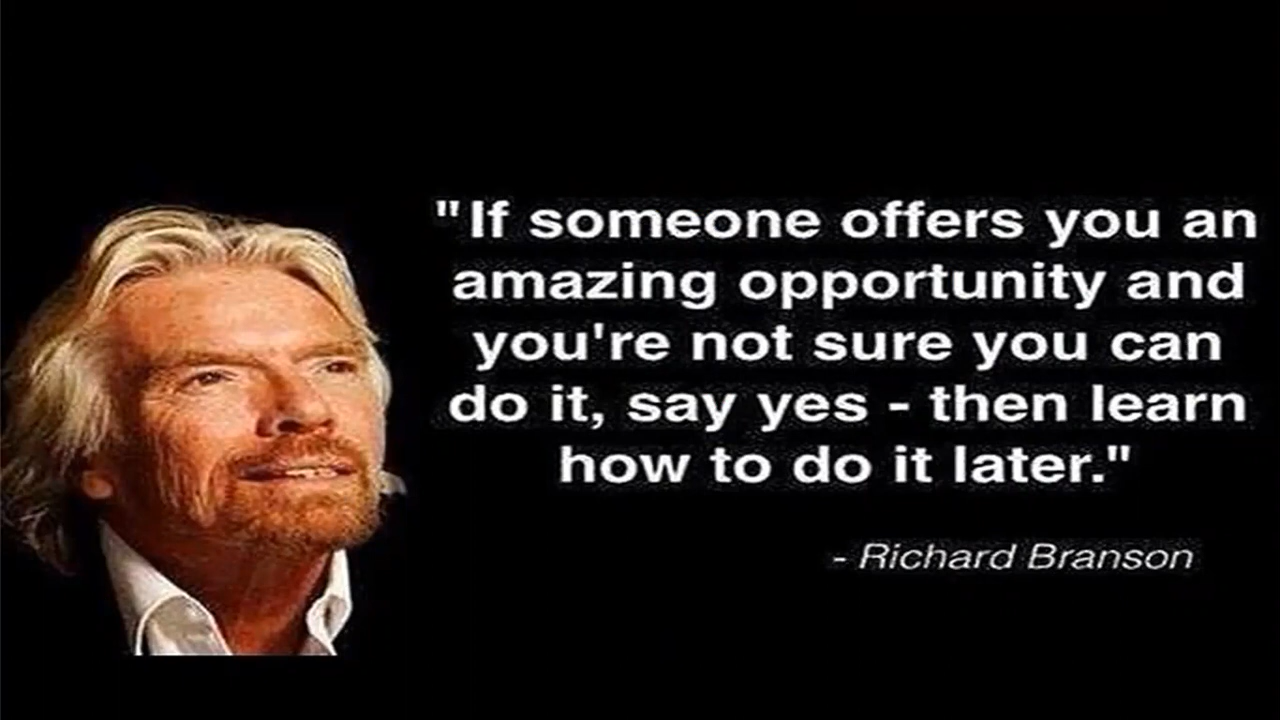 "If someone offers you an
amazing opportunity and
you're not sure you can
do it, say yes - then learn
how to do it later."
- Richard Branson